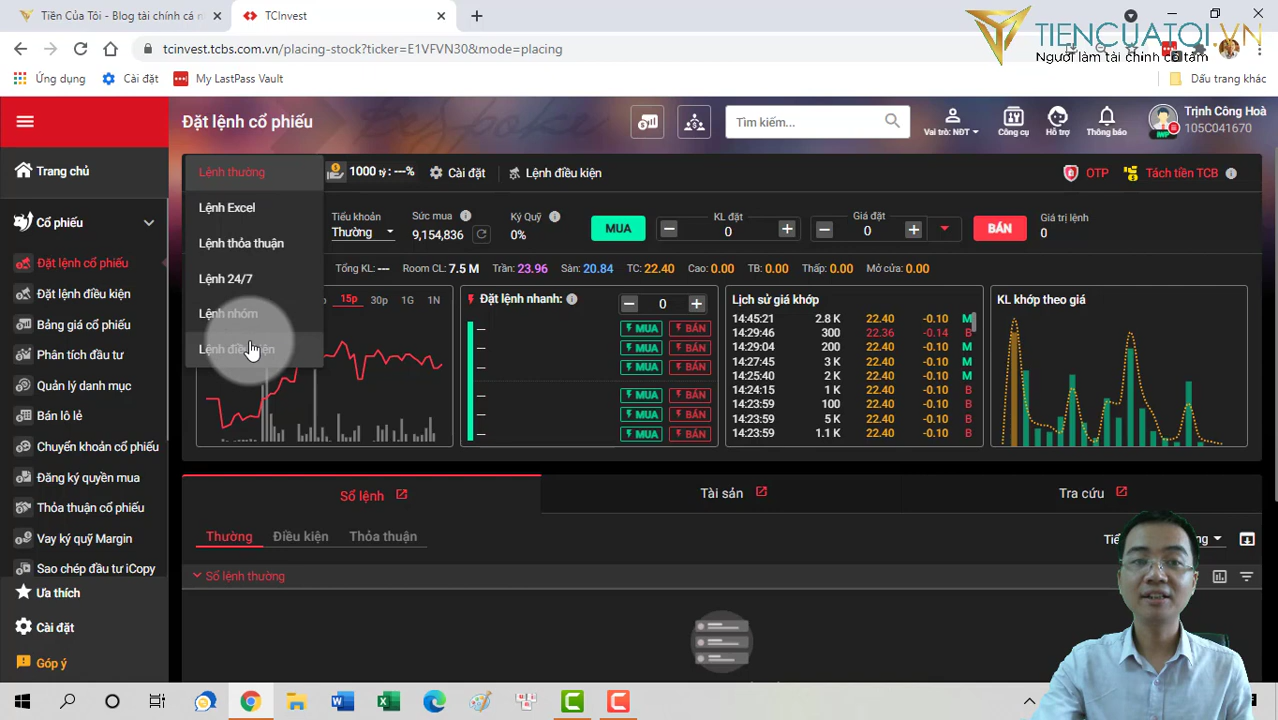 Tiền Của Tôi - Blog tài chính cá n
TCInvest
TIENCUATOI.VN
Người làm tài chính có tâm
tcinvest.tcbs.com.vn/placing-stock?ticker=E1VFVN30&mode=placing
Ứng dụng
Cài đặt
My LastPass Vault
Dấu trang khác
Đặt lệnh cổ phiếu
Tìm kiếm...
Vai trò: NĐT
Công cụ
Hỗ trợ
Thông báo
Trịnh Công Hoà
105C041670
Trang chủ
Cổ phiếu
Đặt lệnh cổ phiếu
Đặt lệnh điều kiện
Bảng giá cổ phiếu
Phân tích đầu tư
Quản lý danh mục
Bán lô lẻ
Chuyển khoản cổ phiếu
Đăng ký quyền mua
Thỏa thuận cổ phiếu
Vay ký quỹ Margin
Sao chép đầu tư iCopy
Ưa thích
Cài đặt
Góp ý
Lệnh thường
Lệnh Excel
Lệnh thỏa thuận
Lệnh 24/7
Lệnh nhóm
Lệnh điều kiện
1000 tỷ: ---%
Cài đặt
Lệnh điều kiện
OTP
Tách tiền TCB
Tiểu khoản
Thường
Sức mua
9,154,836
Ký Quỹ
0%
MUA
KL đặt
0
Giá đặt
0
BÁN
Giá trị lệnh
0
Tổng KL: ---
Room CL: 7.5 M
Trần: 23.96
Sàn: 20.84
TC: 22.40
Cao: 0.00
TB: 0.00
Thấp: 0.00
Mở cửa: 0.00
15p
30p
1G
1N
Đặt lệnh nhanh:
0
MUA BÁN
MUA BÁN
MUA BÁN
MUA BÁN
MUA BÁN
MUA BÁN
Lịch sử giá khớp
14:45:21 2.8 K 22.40 -0.10 M
14:29:46 300 22.36 -0.14 B
14:29:04 200 22.40 -0.10 M
14:27:45 3 K 22.40 -0.10 M
14:25:40 2 K 22.40 -0.10 M
14:24:15 1 K 22.40 -0.10 B
14:23:59 100 22.40 -0.10 B
14:23:59 5 K 22.40 -0.10 B
14:23:59 1.1 K 22.40 -0.10 B
KL khớp theo giá
Sổ lệnh
Tài sản
Tra cứu
Thường
Điều kiện
Thỏa thuận
Sổ lệnh thường